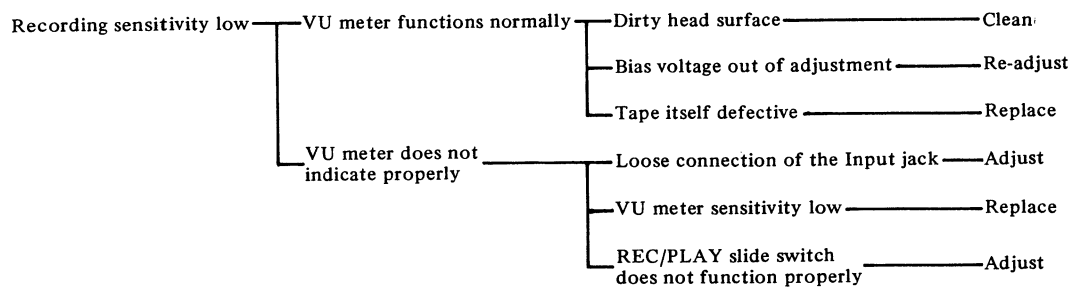 Recording sensitivity low VU meter functions normally Dirty head surface Clean
Bias voltage out of adjustment Re-adjust
Tape itself defective Replace
VU meter does not
indicate properly
Loose connection of the Input jack Adjust
VU meter sensitivity low Replace
REC/PLAY slide switch
does not function properly
Adjust